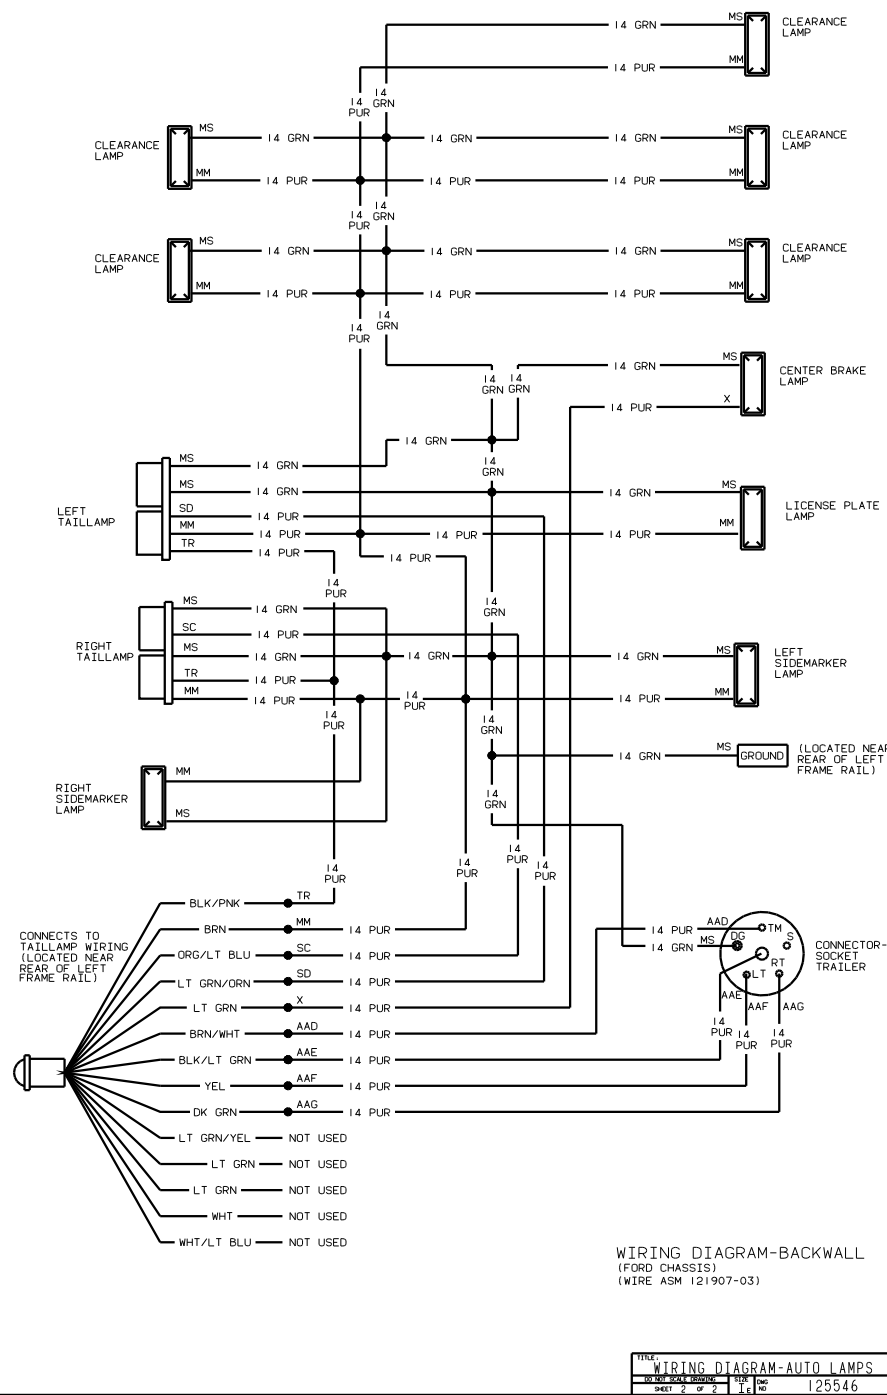 MS
14 GRN
CLEARANCE
LAMP
MM
14 PUR
14
PUR
14
GRN
CLEARANCE
LAMP
MS
14 GRN
14 GRN
14 GRN
MS
CLEARANCE
LAMP
MM
14 PUR
14 PUR
14 PUR
MM
14
PUR
14
GRN
CLEARANCE
LAMP
MS
14 GRN
14 GRN
14 GRN
MS
CLEARANCE
LAMP
MM
14 PUR
14 PUR
14 PUR
MM
14
PUR
14
GRN
14
GRN
14
GRN
14 GRN
MS
CENTER BRAKE
LAMP
14 PUR
X
14 GRN
14
GRN
LEFT
TAILLAMP
MS
14 GRN
MS
14 GRN
14 GRN
MS
LICENSE PLATE
LAMP
SD
14 PUR
MM
14 PUR
14 PUR
14 PUR
MM
TR
14 PUR
14 PUR
14
PUR
14
GRN
RIGHT
TAILLAMP
MS
14 GRN
SC
14 PUR
MS
14 GRN
14 GRN
14 GRN
MS
LEFT
SIDEMARKER
LAMP
TR
14 PUR
MM
14 PUR
14
PUR
14 PUR
MM
14
PUR
14
GRN
14 GRN
MS
GROUND
(LOCATED NEAR
REAR OF LEFT
FRAME RAIL)
RIGHT
SIDEMARKER
LAMP
MM
MS
14
GRN
14
PUR
14
PUR
14
PUR
14
PUR
CONNECTS TO
TAILLAMP WIRING
(LOCATED NEAR
REAR OF LEFT
FRAME RAIL)
BLK/PNK
TR
BRN
MM
14 PUR
ORG/LT BLU
SC
14 PUR
LT GRN/ORN
SD
14 PUR
LT GRN
X
14 PUR
BRN/WHT
AAD
14 PUR
BLK/LT GRN
AAE
14 PUR
YEL
AAF
14 PUR
DK GRN
AAG
14 PUR
LT GRN/YEL
NOT USED
LT GRN
NOT USED
LT GRN
NOT USED
WHT
NOT USED
WHT/LT BLU
NOT USED
14 PUR
AAD
14 GRN
MS
TM
DG
S
RT
LT
CONNECTOR-
SOCKET
TRAILER
AAE
AAF
AAG
14
PUR
14
PUR
14
PUR
WIRING DIAGRAM-BACKWALL
(FORD CHASSIS)
(WIRE ASM 121907-03)
TITLE:
WIRING DIAGRAM-AUTO LAMPS
DO NOT SCALE DRAWING
SHEET 2 OF 2
SIZE
E
DWG
NO
125546